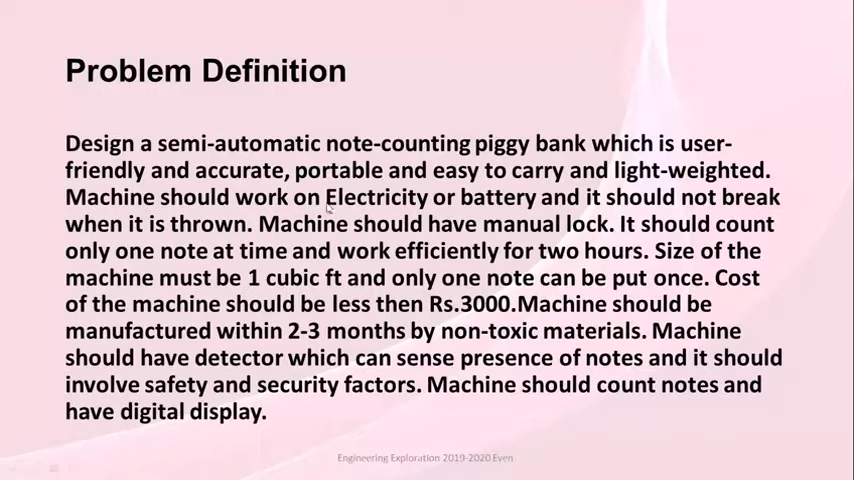 Problem Definition
Design a semi-automatic note-counting piggy bank which is user-
friendly and accurate, portable and easy to carry and light-weighted.
Machine should work on Electricity or battery and it should not break
when it is thrown. Machine should have manual lock. It should count
only one note at time and work efficiently for two hours. Size of the
machine must be 1 cubic ft and only one note can be put once. Cost
of the machine should be less then Rs.3000.Machine should be
manufactured within 2-3 months by non-toxic materials. Machine
should have detector which can sense presence of notes and it should
involve safety and security factors. Machine should count notes and
have digital display.
Engineering Exploration 2019-2020 Even